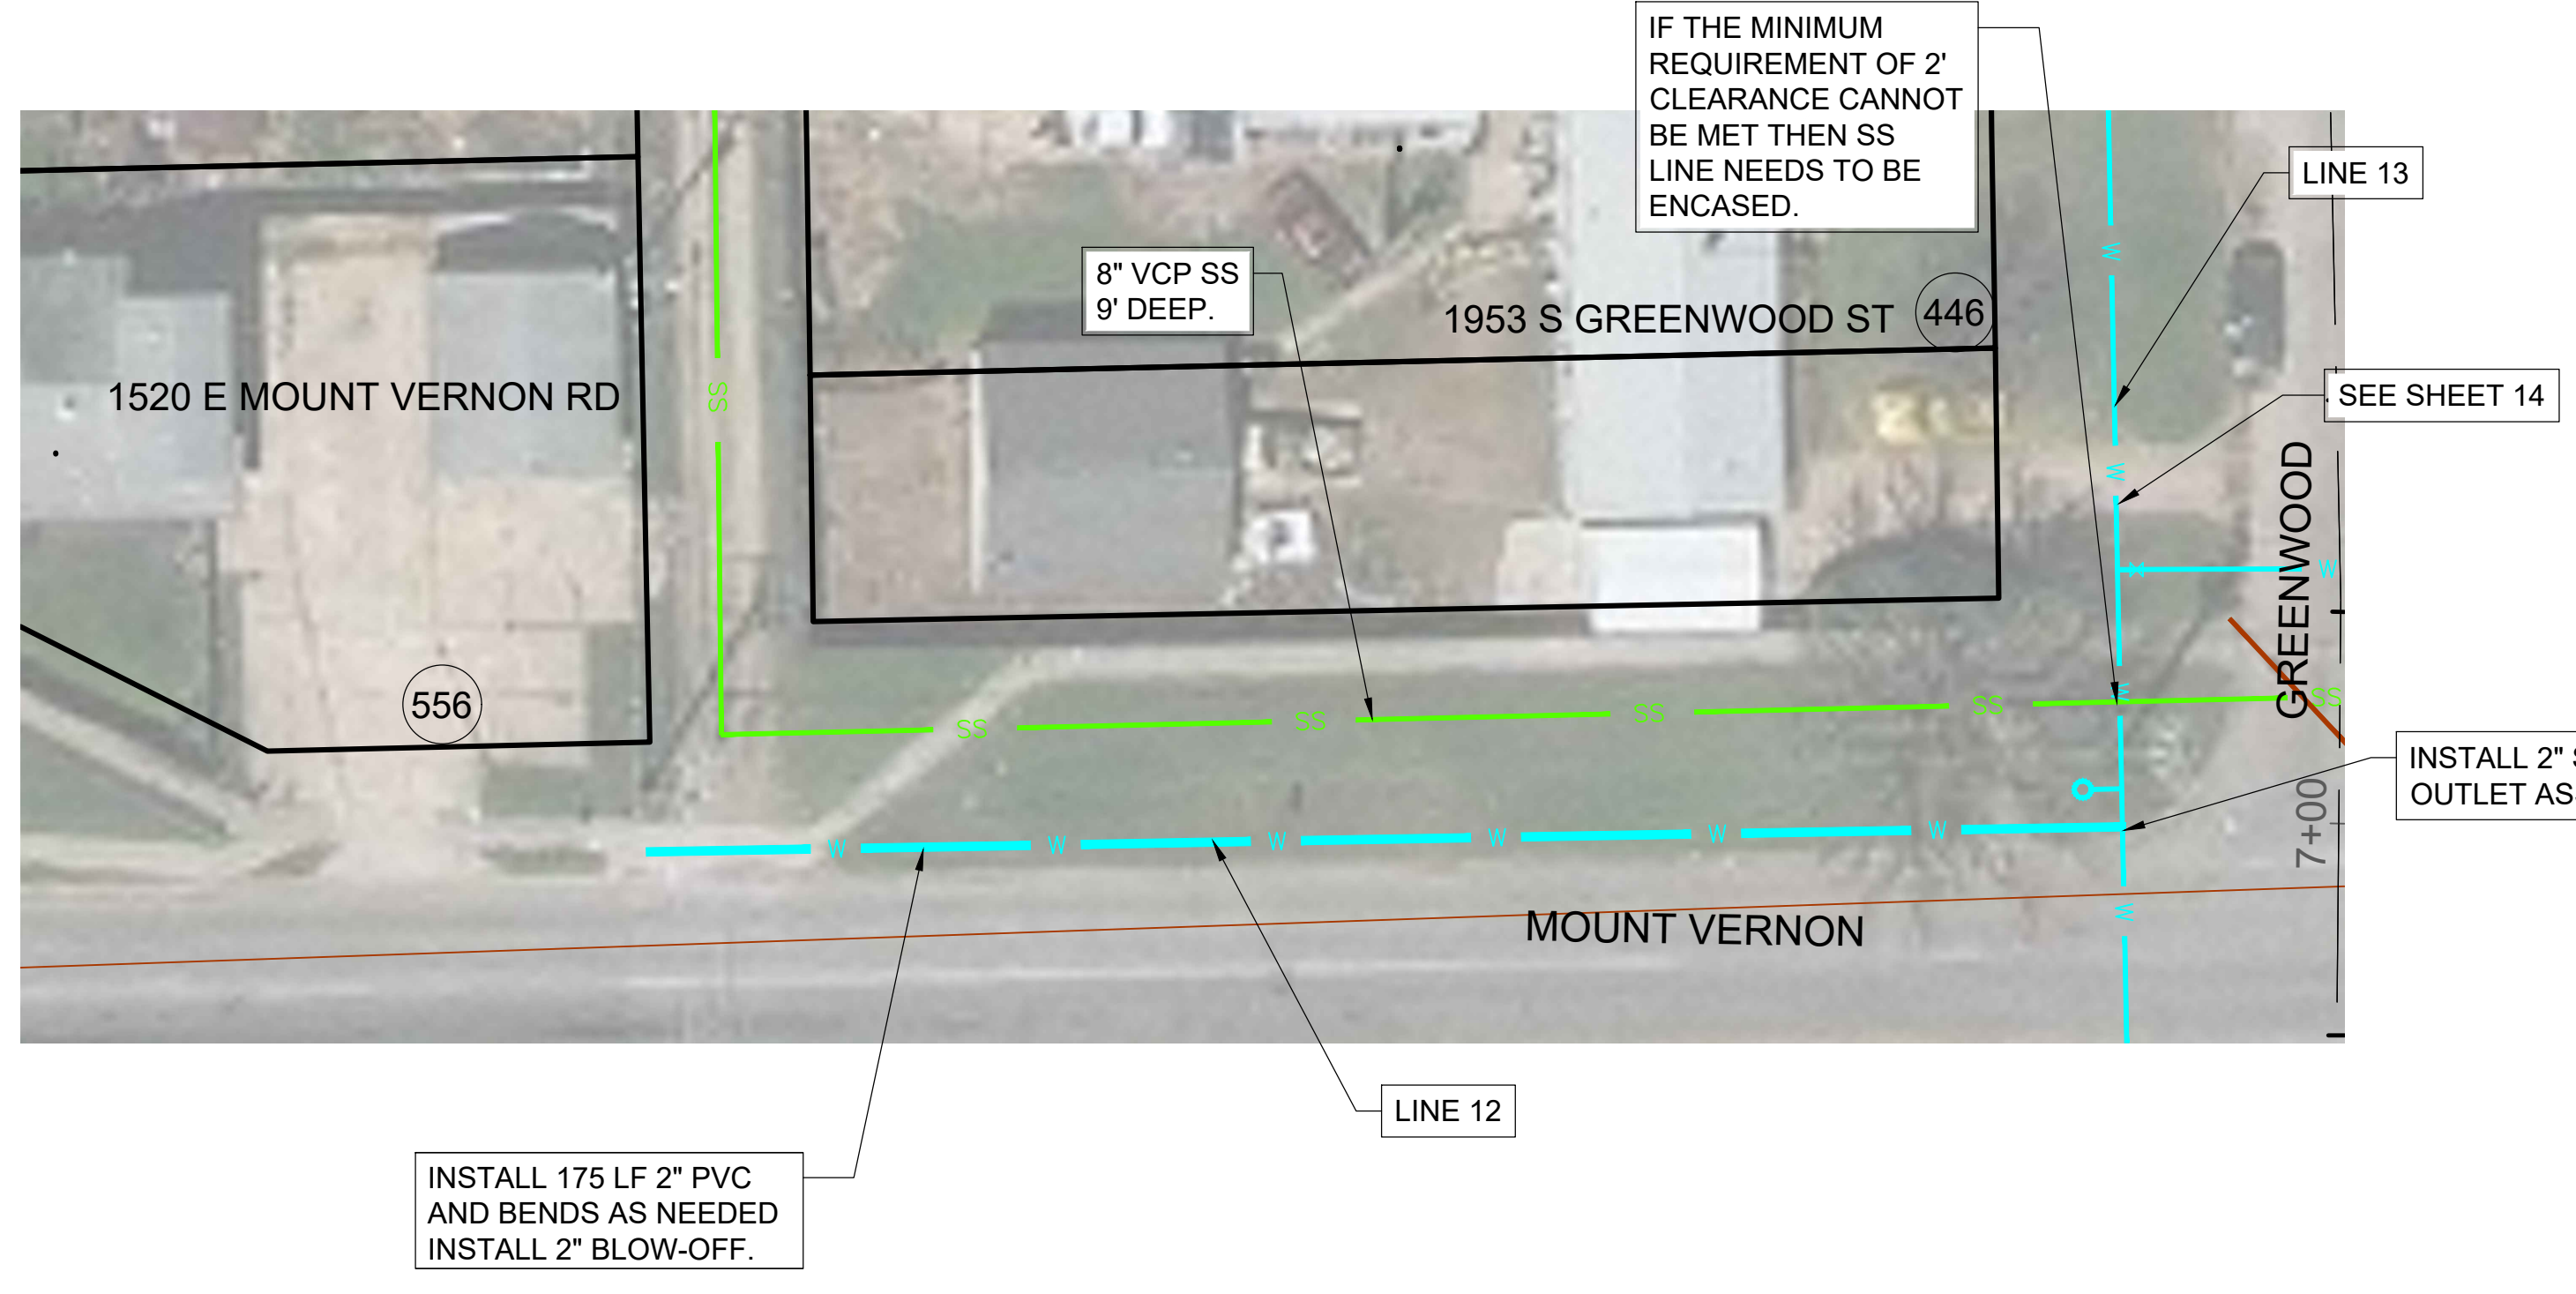 IF THE MINIMUM
REQUIREMENT OF 2'
CLEARANCE CANNOT
BE MET THEN SS
LINE NEEDS TO BE
ENCASED.
LINE 13
8" VCP SS
9' DEEP.
1953 S GREENWOOD ST
446
1520 E MOUNT VERNON RD
SEE SHEET 14
GREENWOOD
556
INSTALL 2"
OUTLET
7+00
MOUNT VERNON
LINE 12
INSTALL 175 LF 2" PVC
AND BENDS AS NEEDED
INSTALL 2" BLOW-OFF.
SS
SS
SS
SS
SS
SS
W
W
W
W
W
W
W
W
W
W
W